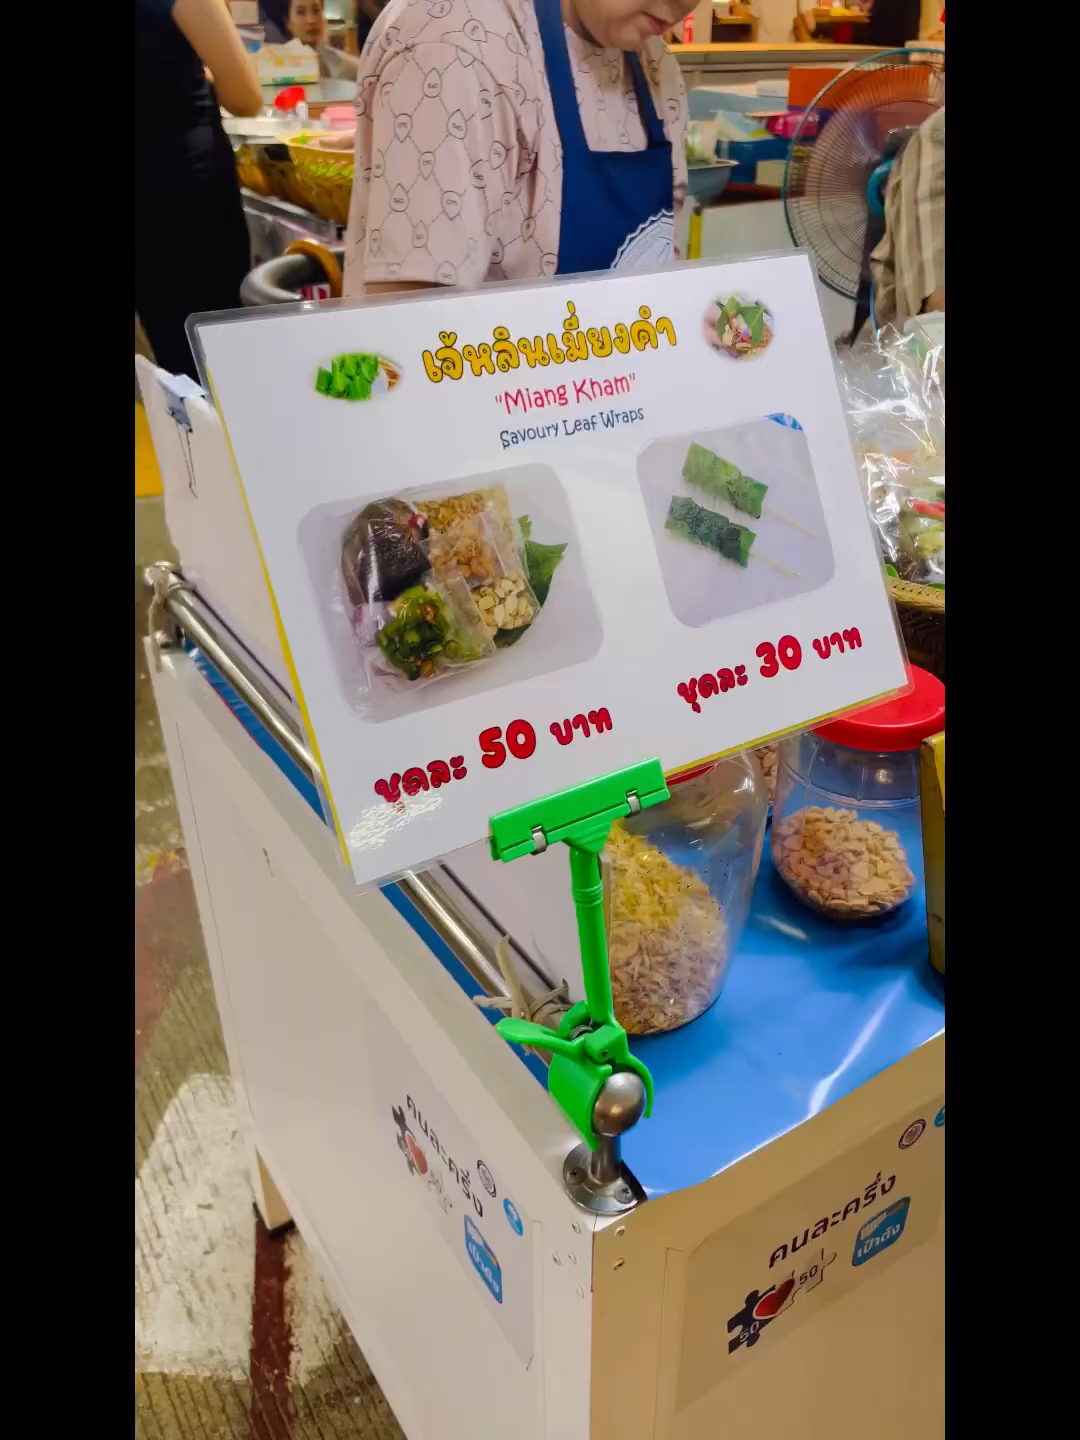 เจ้หลินเมี่ยงคำ
"Miang Kham"
Savoury Leaf Wraps
ชุดละ 50 บาท
ชุดละ 30 บาท
คนละครึ่ง
เป๋าตัง
คนละครึ่ง
50 50
เป๋าตัง